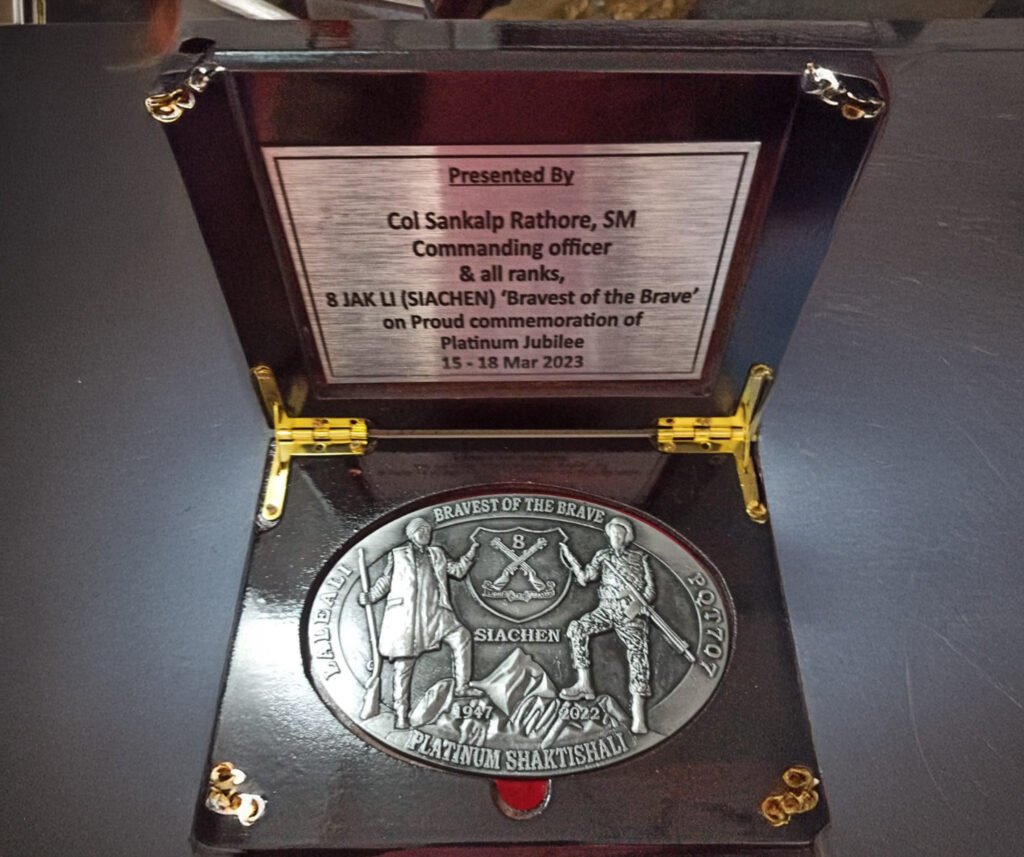 Presented By
Col Sankalp Rathore, SM
Commanding officer
& all ranks,
8 JAK LI (SIACHEN) ‘Bravest of the Brave’
on Proud commemoration of
Platinum Jubilee
15 - 18 Mar 2023
BRAVEST OF THE BRAVE
8
LALEALI
PQT707
SIACHEN
1947
2022
PLATINUM SHAKTISHALI